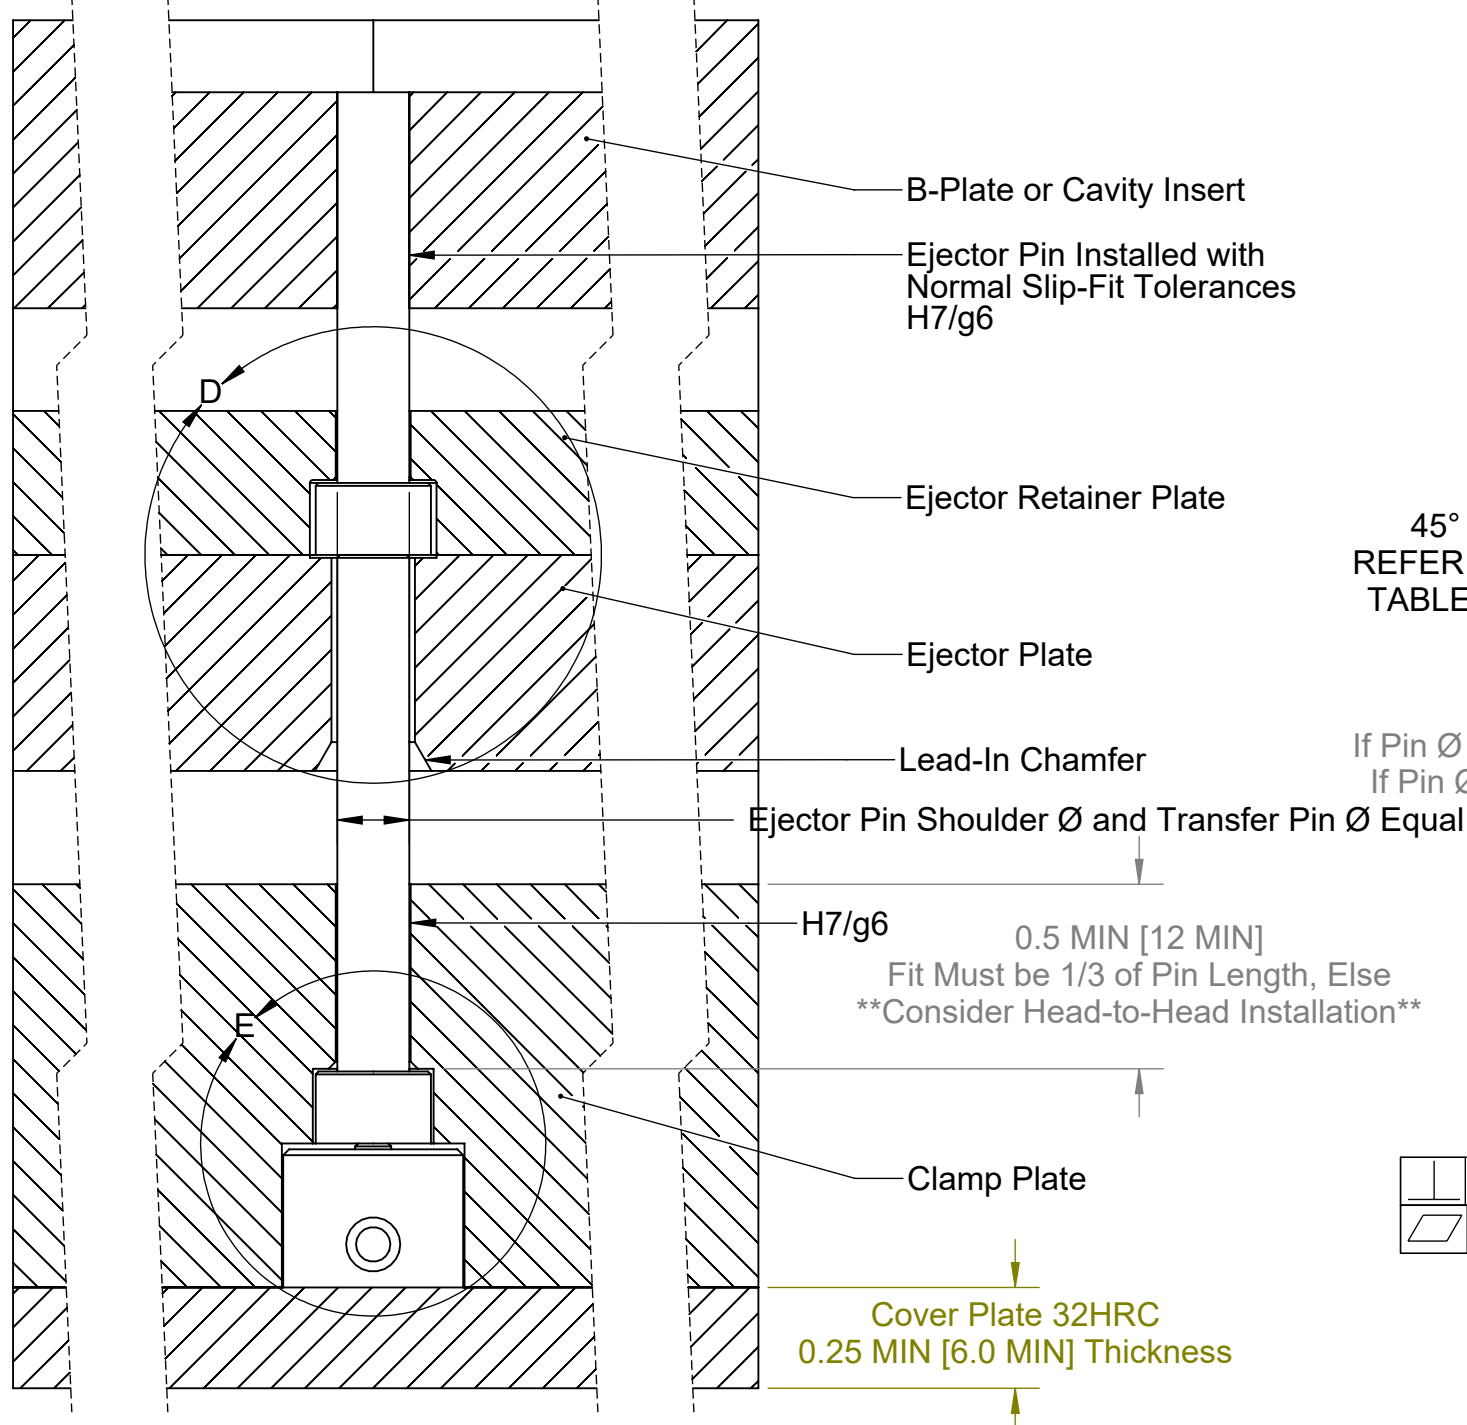 B-Plate or Cavity Insert
Ejector Pin Installed with
Normal Slip-Fit Tolerances
H7/g6
D
Ejector Retainer Plate
45°
REFER
TABLE
Ejector Plate
If Pin Ø
If Pin Ø
Lead-In Chamfer
Ejector Pin Shoulder Ø and Transfer Pin Ø Equal
H7/g6
0.5 MIN [12 MIN]
Fit Must be 1/3 of Pin Length, Else
**Consider Head-to-Head Installation**
E
Clamp Plate
Cover Plate 32HRC
0.25 MIN [6.0 MIN] Thickness